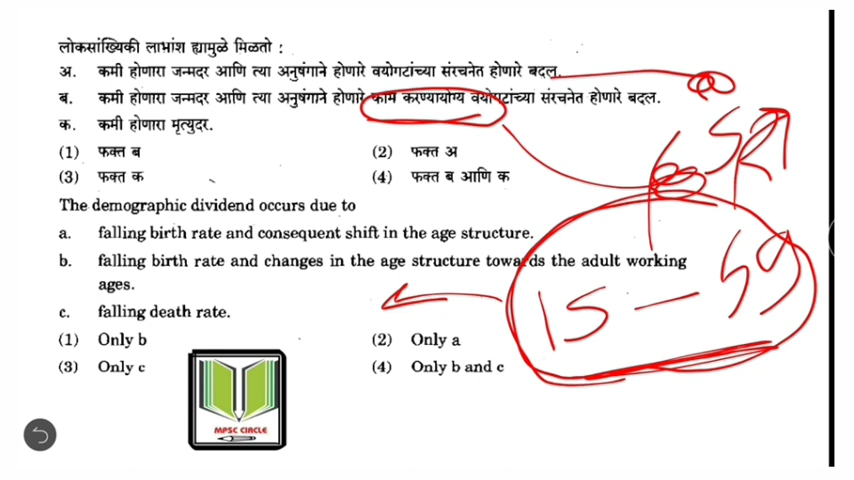 लोकसांख्यिकी लाभांश ह्यामुळे मिळतो :
अ. कमी होणारा जन्मदर आणि त्या अनुषंगाने होणारे वयोगटांच्या संरचनेत होणारे बदल.
ब. कमी होणारा जन्मदर आणि त्या अनुषंगाने होणारे काम करण्यायोग्य वयोगटांच्या संरचनेत होणारे बदल.
क. कमी होणारा मृत्युदर.
(1) फक्त ब (2) फक्त अ
(3) फक्त क (4) फक्त ब आणि क
The demographic dividend occurs due to
a. falling birth rate and consequent shift in the age structure.
b. falling birth rate and changes in the age structure towards the adult working
ages.
c. falling death rate.
15 — 59
(1) Only b (2) Only a
(3) Only c (4) Only b and c
MPSC CIRCLE